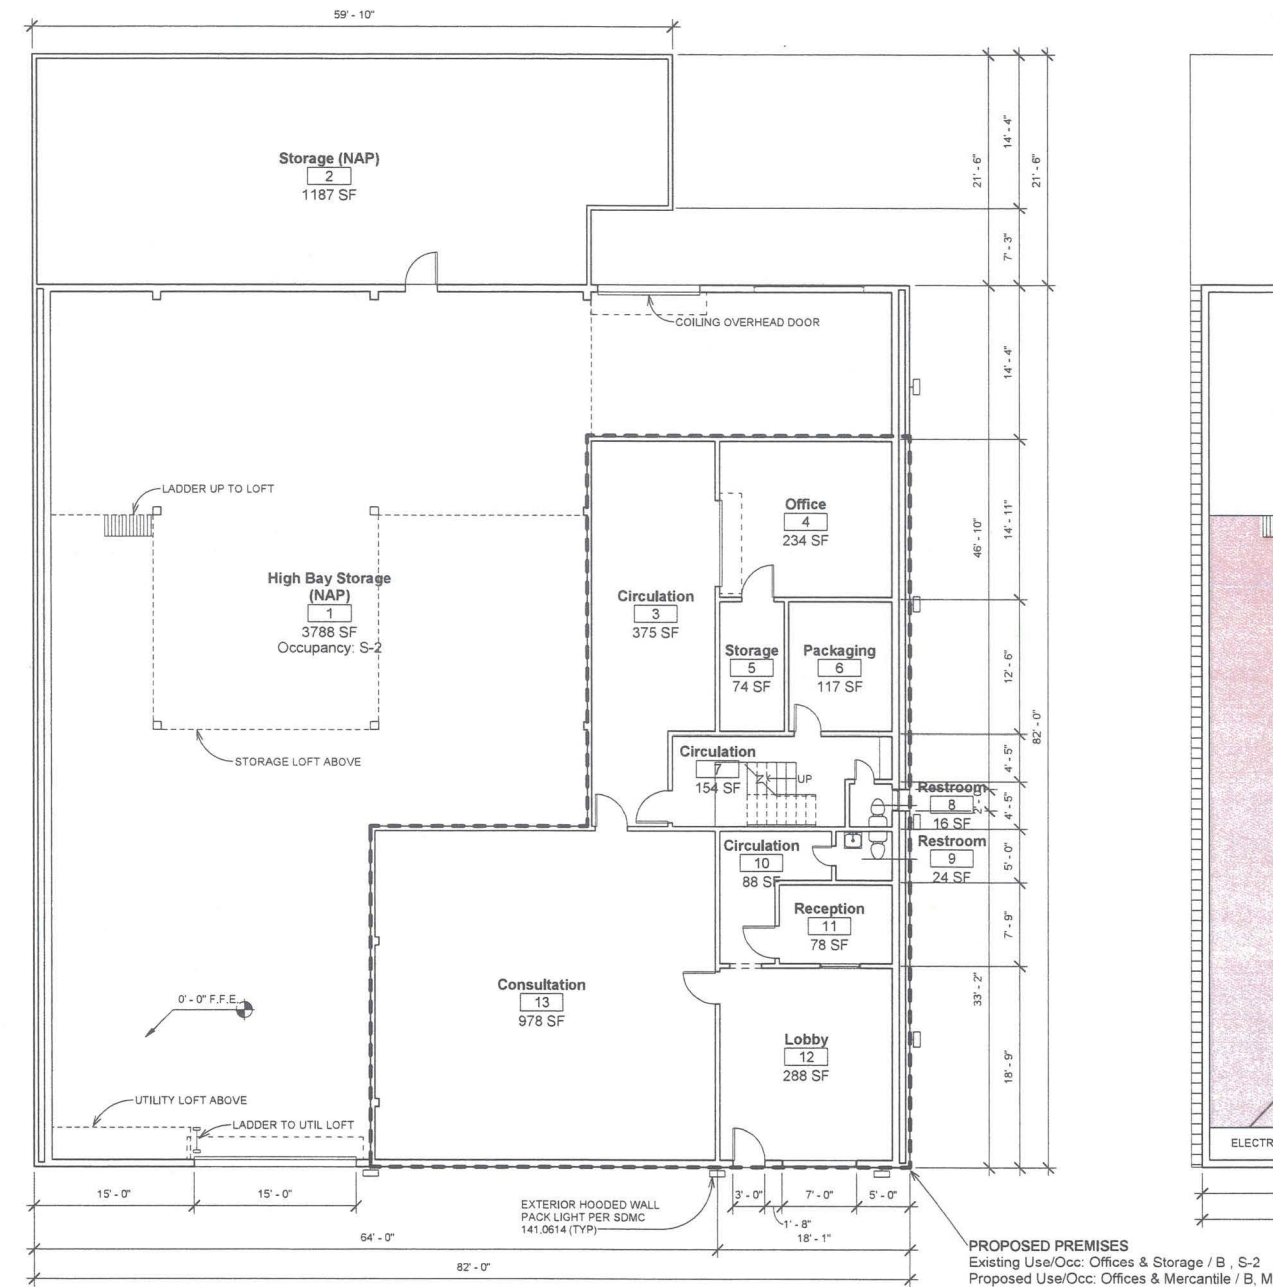 59' - 10"
Storage (NAP)
2
1187 SF
14' - 4"
21' - 6"
21' - 6"
7' - 3"
COILING OVERHEAD DOOR
14' - 4"
LADDER UP TO LOFT
Office
4
234 SF
14' - 11"
46' - 10"
High Bay Storage
(NAP)
1
3788 SF
Occupancy: S-2
Circulation
3
375 SF
Storage
5
74 SF
Packaging
6
117 SF
12' - 6"
82' - 0"
STORAGE LOFT ABOVE
Circulation
7
154 SF
UP
4' - 5"
Restroom
8
16 SF
4' - 5"
Circulation
10
88 SF
Restroom
9
24 SF
5' - 0"
Reception
11
78 SF
7' - 9"
Consultation
13
978 SF
33' - 2"
0' - 0" F.F.E.
Lobby
12
288 SF
18' - 9"
UTILITY LOFT ABOVE
LADDER TO UTIL LOFT
ELECTR
15' - 0"
15' - 0"
EXTERIOR HOODED WALL
PACK LIGHT PER SDMC
141.0614 (TYP)
3' - 0"
7' - 0"
5' - 0"
1' - 8"
64' - 0"
18' - 1"
82' - 0"
PROPOSED PREMISES
Existing Use/Occ: Offices & Storage / B , S-2
Proposed Use/Occ: Offices & Mercantile / B, M